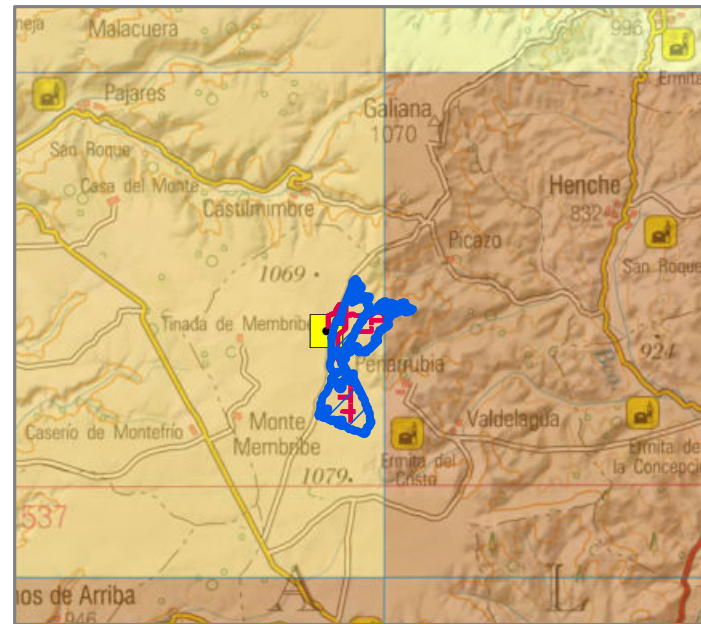 neja
Malacuera
996
Pajares
Ermita
Galiana
1070
San Roque
Casa del Monte
Henche
Castilmimbre
832
Picazo
San Roque
1069
Tinada de Membribe
924
Peñarrubia
Valdelagua
Caserío de Montefrío
Monte
Membribe
Ermita del
Cristo
Ermita de
la Concepci
1079
537
nos de Arriba
946
A
L